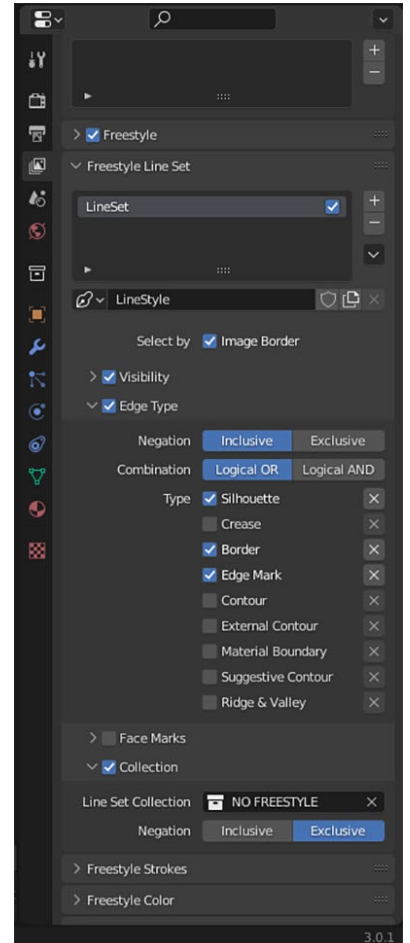 Freestyle
Freestyle Line Set
LineSet
LineStyle
Select by Image Border
Visibility
Edge Type
Negation Inclusive Exclusive
Combination Logical OR Logical AND
Type Silhouette
Crease
Border
Edge Mark
Contour
External Contour
Material Boundary
Suggestive Contour
Ridge & Valley
Face Marks
Collection
Line Set Collection NO FREESTYLE
Negation Inclusive Exclusive
Freestyle Strokes
Freestyle Color
3.0.1